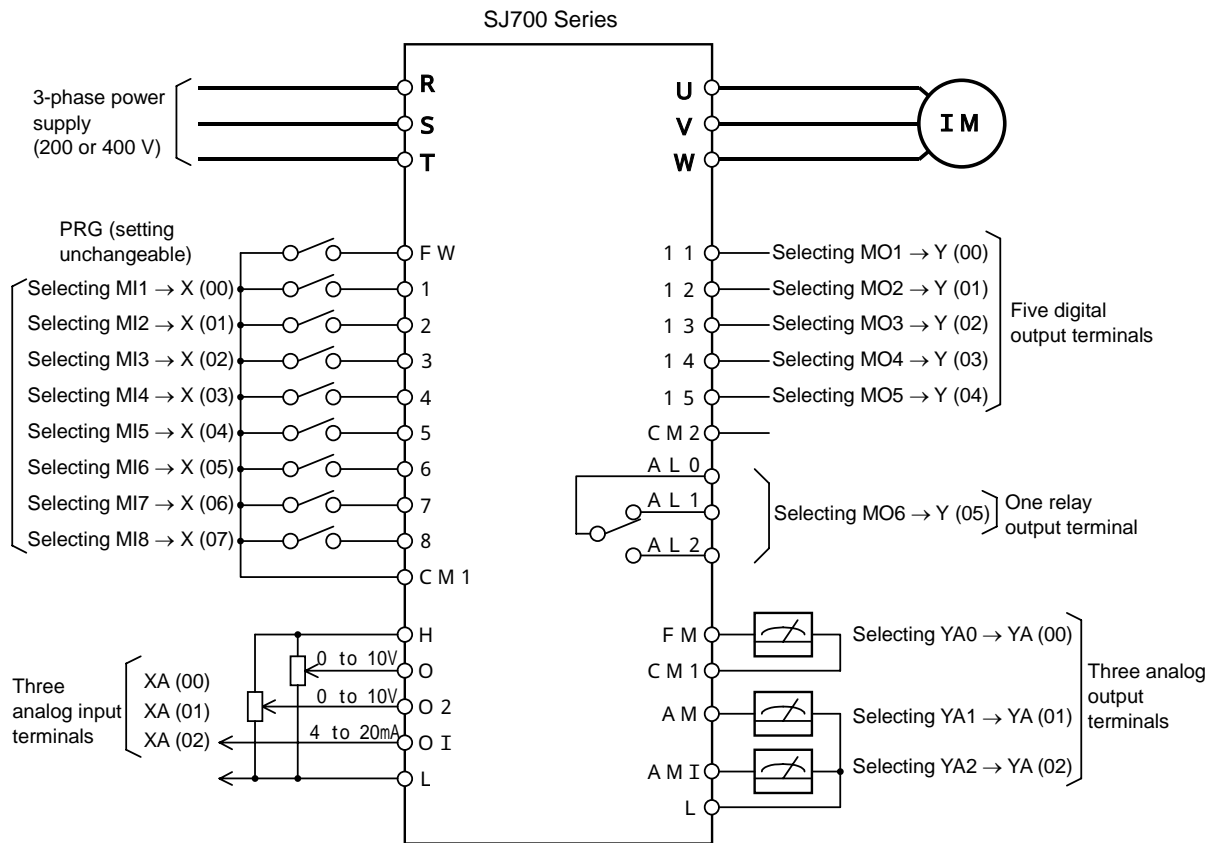 SJ700 Series
3-phase power
supply
(200 or 400 V)
R
S
T
U
V
W
IM
PRG (setting
unchangeable)
FW
Selecting MI1 → X (00)
1
Selecting MI2 → X (01)
2
Selecting MI3 → X (02)
3
Selecting MI4 → X (03)
4
Selecting MI5 → X (04)
5
Selecting MI6 → X (05)
6
Selecting MI7 → X (06)
7
Selecting MI8 → X (07)
8
CM1
11
Selecting MO1 → Y (00)
12
Selecting MO2 → Y (01)
13
Selecting MO3 → Y (02)
14
Selecting MO4 → Y (03)
15
Selecting MO5 → Y (04)
Five digital
output terminals
CM2
AL0
AL1
AL2
Selecting MO6 → Y (05)
One relay
output terminal
Three
analog input
terminals
XA (00)
XA (01)
XA (02)
H
0 to 10V
O
0 to 10V
O2
4 to 20mA
OI
L
FM
Selecting YA0 → YA (00)
CM1
AM
Selecting YA1 → YA (01)
AMI
Selecting YA2 → YA (02)
L
Three analog
output
terminals